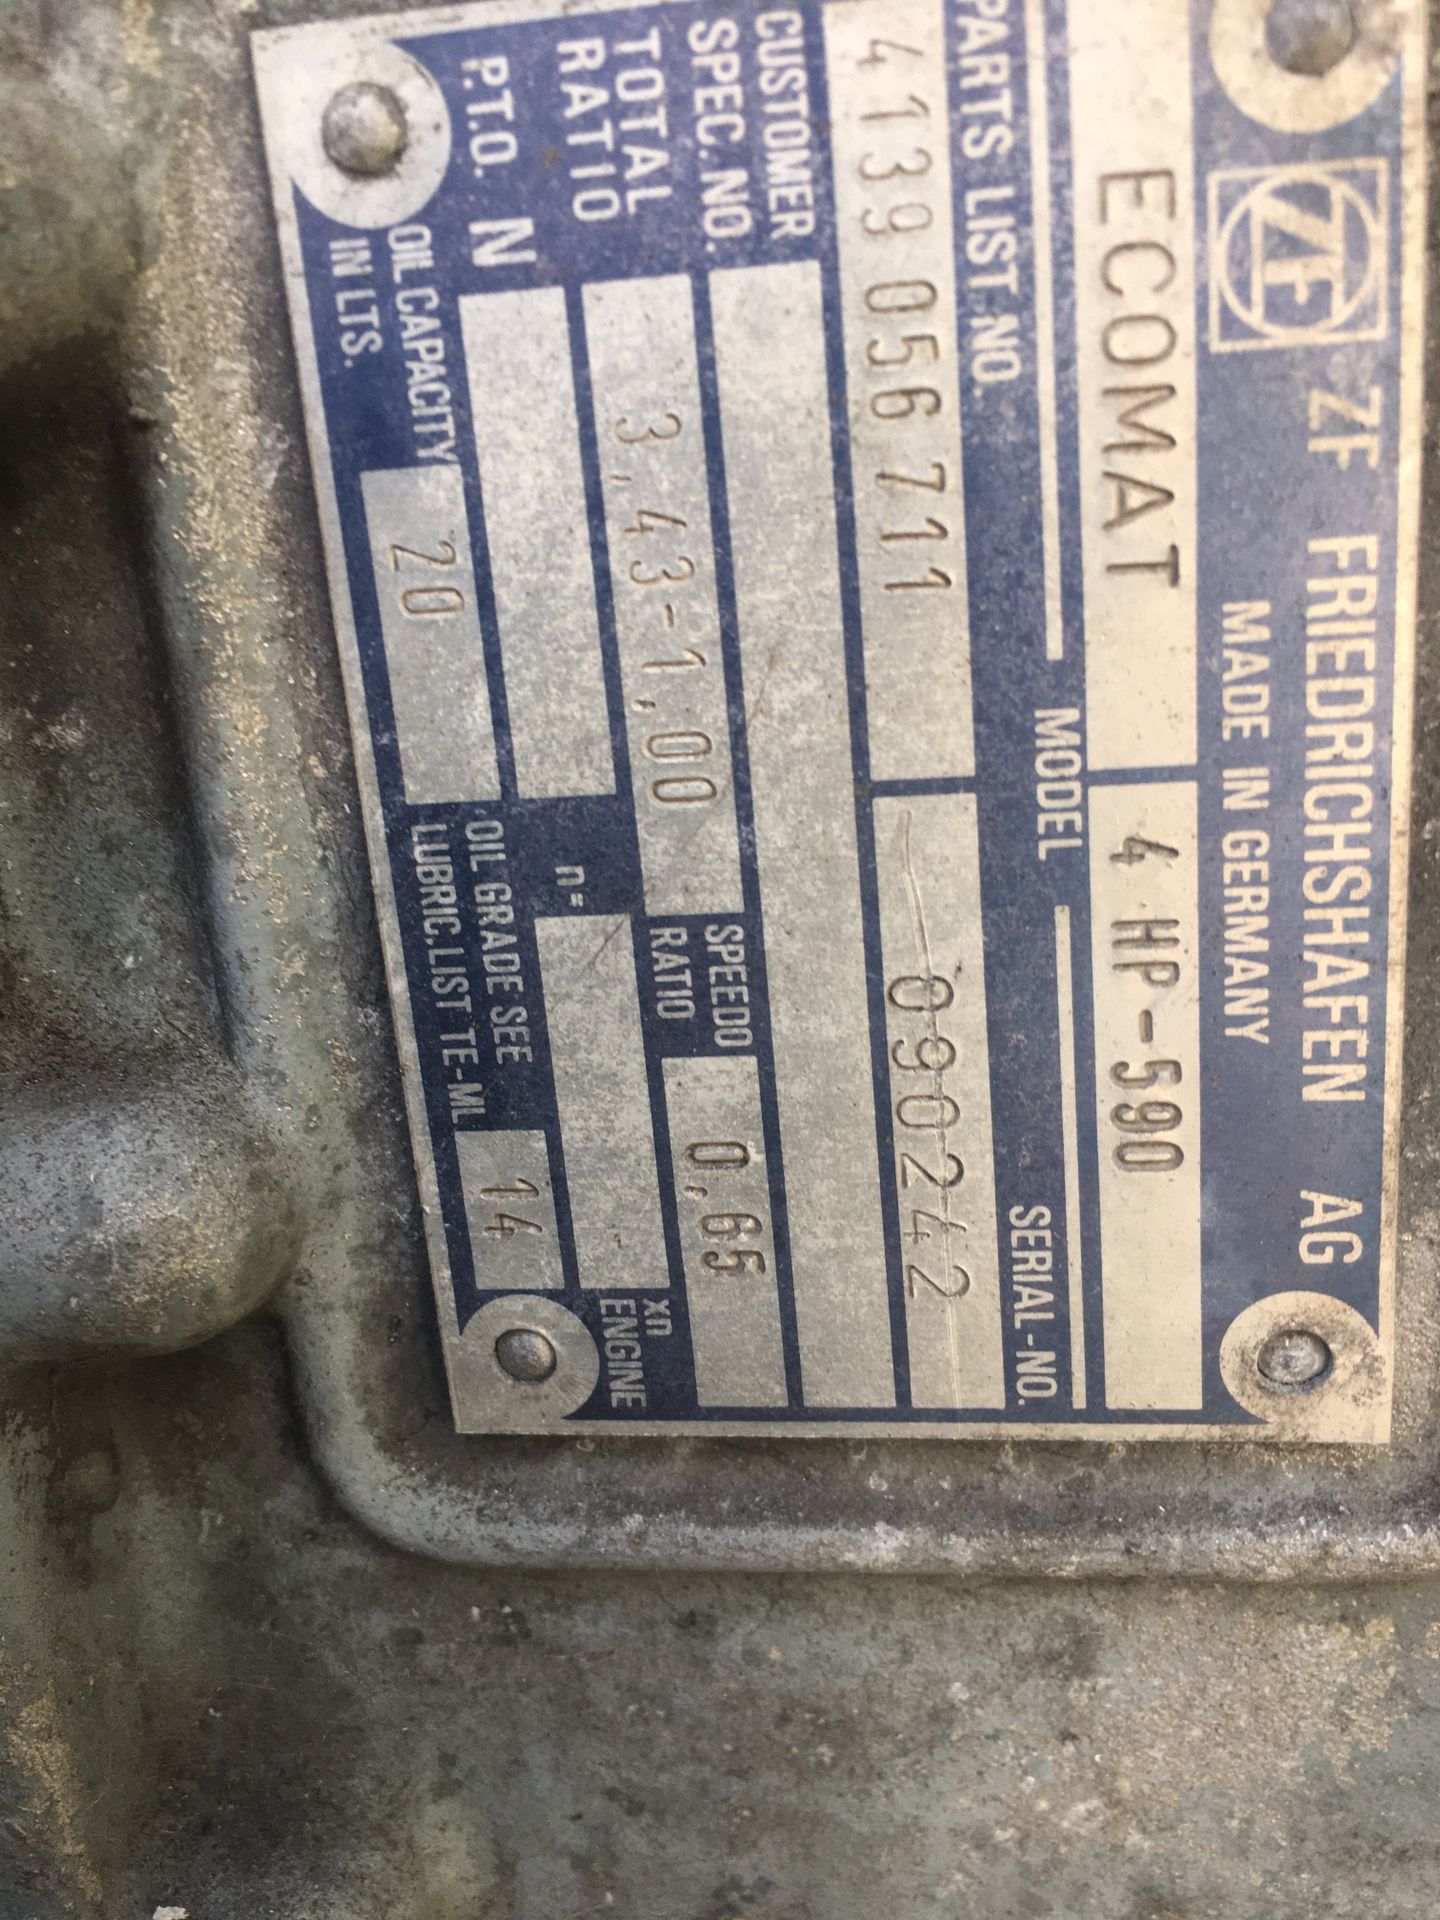 ZF ZF FRIEDRICHSHAFEN AG
MADE IN GERMANY
ECOMAT 4 HP-590
MODEL
PARTS LIST-NO. SERIAL-NO.
4139 056 711 090242
CUSTOMER
SPEC.NO.
TOTAL
RATIO 3,43-1,00 SPEEDO
RATIO 0,65
P.T.O. N n= xn
ENGINE
OIL CAPACITY
IN LTS. 20 OIL GRADE SEE
LUBRIC.LIST TE-ML 14